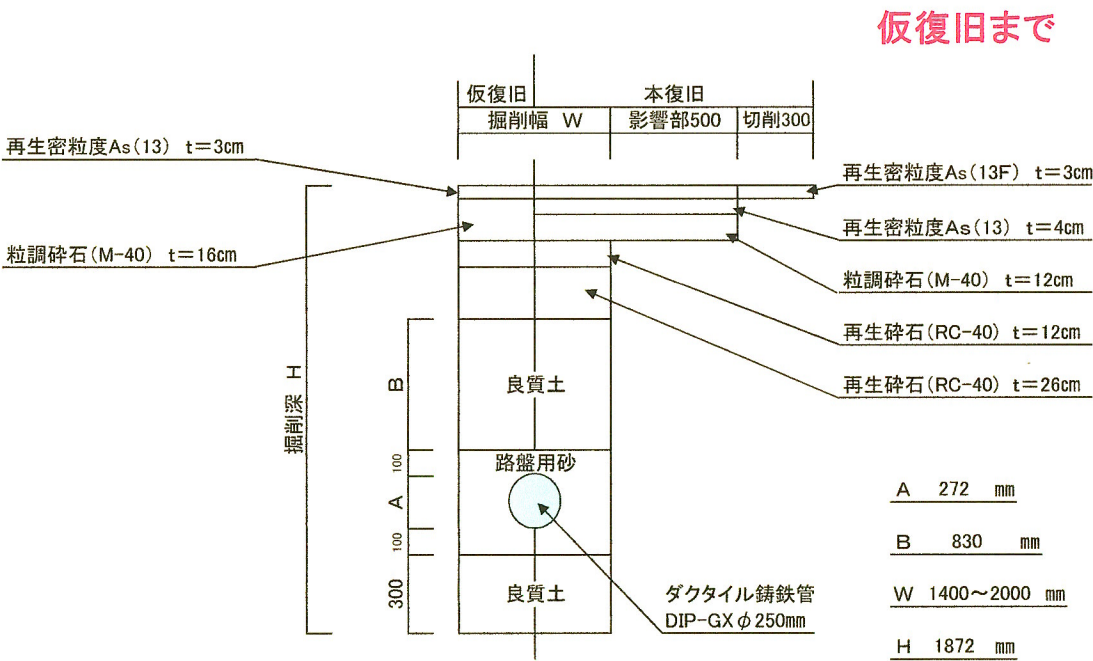 仮復旧まで
仮復旧 本復旧
掘削幅 W 影響部500 切削300
再生密粒度As(13) t=3cm
再生密粒度As(13F) t=3cm
再生密粒度As(13) t=4cm
粒調砕石(M-40) t=16cm
粒調砕石(M-40) t=12cm
再生砕石(RC-40) t=12cm
再生砕石(RC-40) t=26cm
掘削深 H
B
良質土
100
路盤用砂
A
100
300
良質土
ダクタイル鋳鉄管
DIP-GXφ250mm
A 272 mm
B 830 mm
W 1400~2000 mm
H 1872 mm